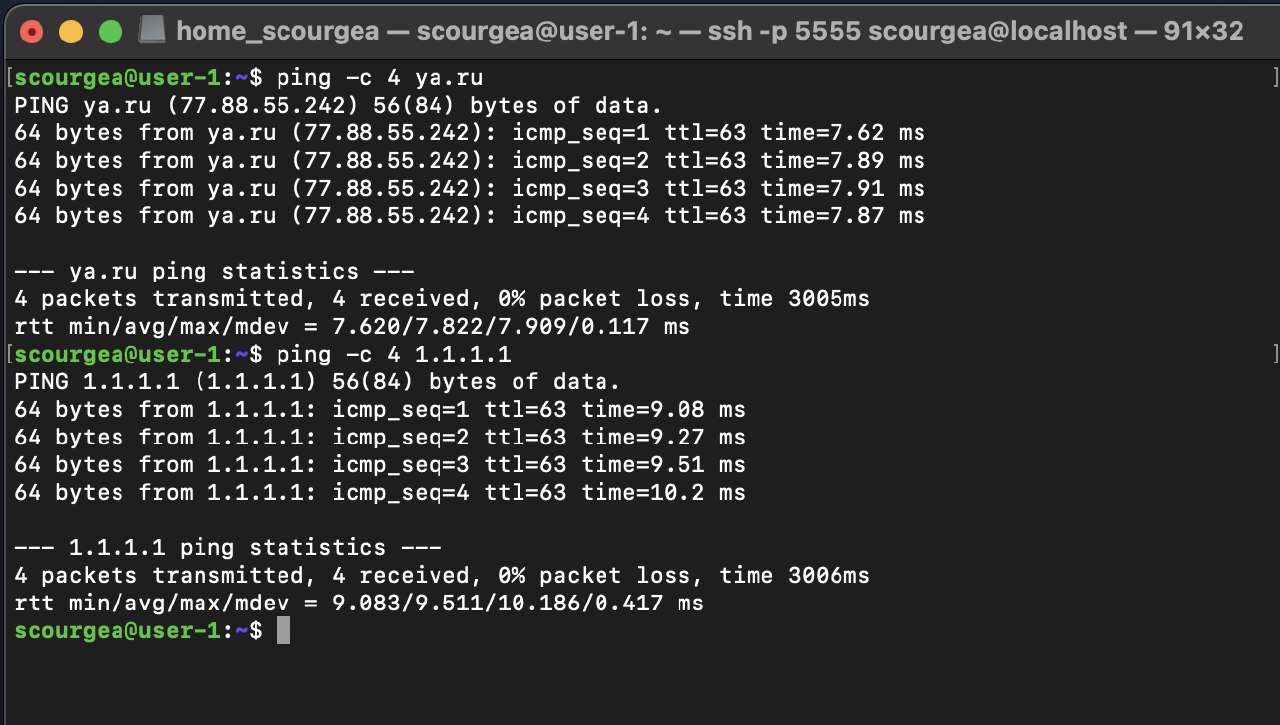 home_scourgea — scourgea@user-1: ~ — ssh -p 5555 scourgea@localhost — 91×32
[scourgea@user-1:~$ ping -c 4 ya.ru ]
PING ya.ru (77.88.55.242) 56(84) bytes of data.
64 bytes from ya.ru (77.88.55.242): icmp_seq=1 ttl=63 time=7.62 ms
64 bytes from ya.ru (77.88.55.242): icmp_seq=2 ttl=63 time=7.89 ms
64 bytes from ya.ru (77.88.55.242): icmp_seq=3 ttl=63 time=7.91 ms
64 bytes from ya.ru (77.88.55.242): icmp_seq=4 ttl=63 time=7.87 ms
--- ya.ru ping statistics ---
4 packets transmitted, 4 received, 0% packet loss, time 3005ms
rtt min/avg/max/mdev = 7.620/7.822/7.909/0.117 ms
[scourgea@user-1:~$ ping -c 4 1.1.1.1 ]
PING 1.1.1.1 (1.1.1.1) 56(84) bytes of data.
64 bytes from 1.1.1.1: icmp_seq=1 ttl=63 time=9.08 ms
64 bytes from 1.1.1.1: icmp_seq=2 ttl=63 time=9.27 ms
64 bytes from 1.1.1.1: icmp_seq=3 ttl=63 time=9.51 ms
64 bytes from 1.1.1.1: icmp_seq=4 ttl=63 time=10.2 ms
--- 1.1.1.1 ping statistics ---
4 packets transmitted, 4 received, 0% packet loss, time 3006ms
rtt min/avg/max/mdev = 9.083/9.511/10.186/0.417 ms
scourgea@user-1:~$